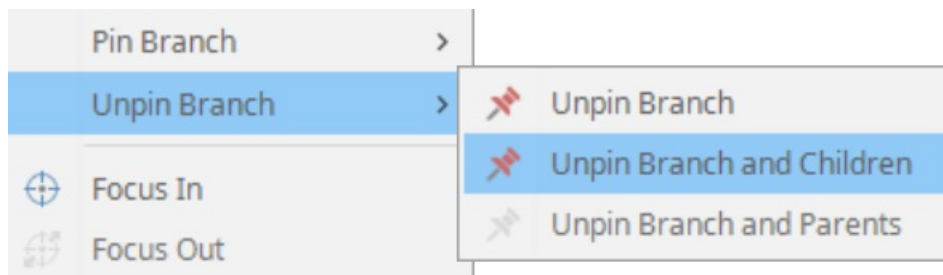 Pin Branch
Unpin Branch
Focus In
Focus Out
Unpin Branch
Unpin Branch and Children
Unpin Branch and Parents